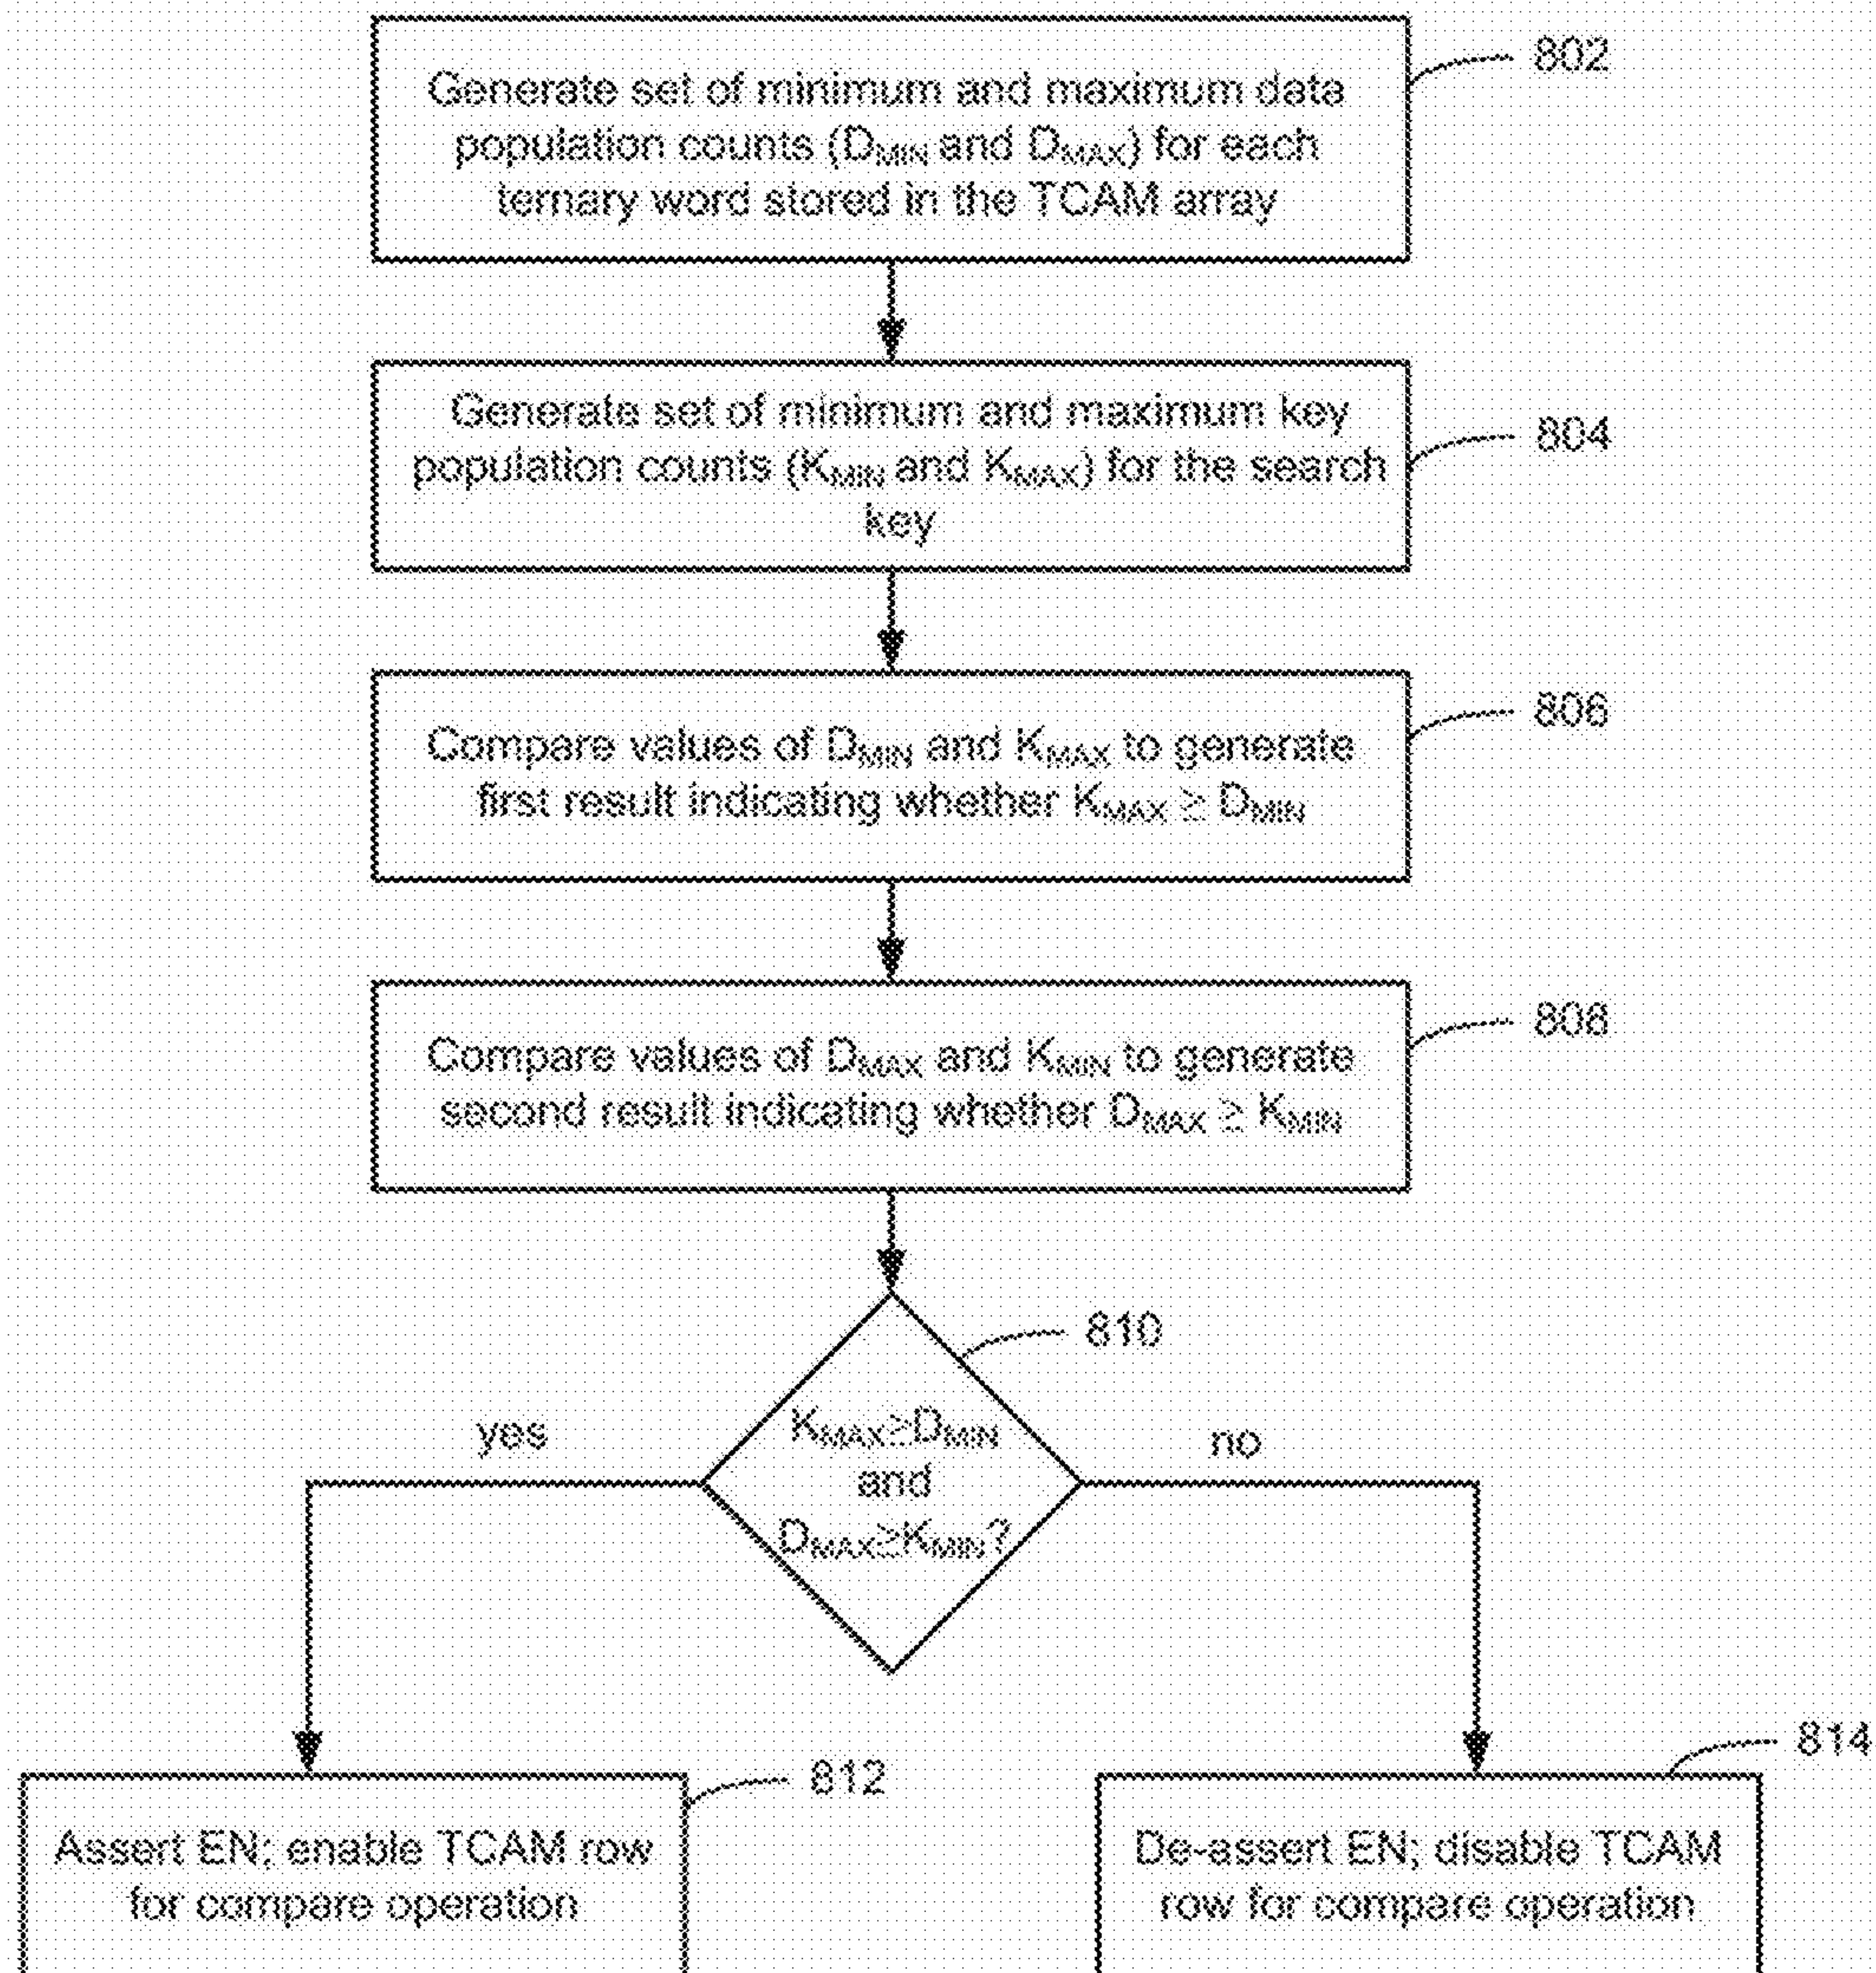 802
Generate set of minimum and maximum data
population counts (DMIN and DMAX) for each
ternary word stored in the TCAM array
Generate set of minimum and maximum key
804
population counts (KMIN and KMAX) for the search
key
806
Compare values of DMIN and KMAX to generate
first result indicating whether KMAX ≥ DMIN
808
Compare values of DMAX and KMIN to generate
second result indicating whether DMAX ≥ KMIN
810
KMAX≥DMIN
and
DMAX≥KMIN?
yes
no
812
Assert EN; enable TCAM row
for compare operation
814
De-assert EN; disable TCAM
row for compare operation